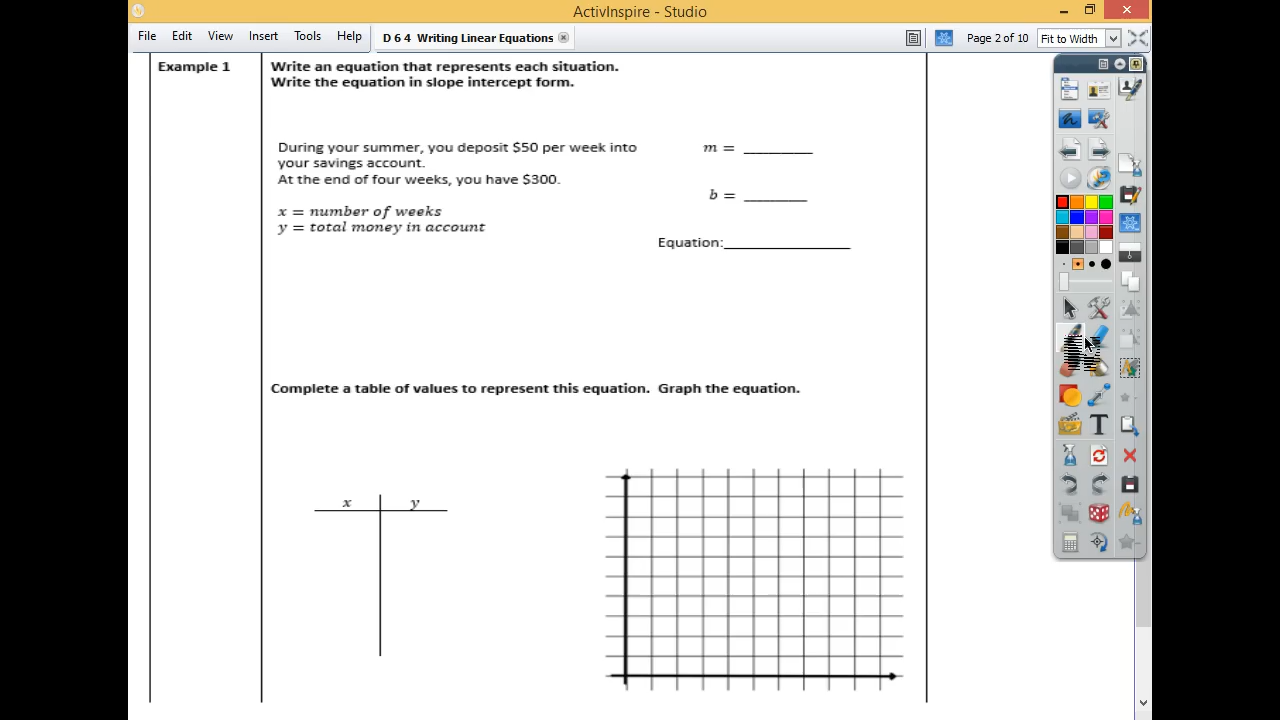 ActivInspire - Studio
File Edit View Insert Tools Help D 6 4 Writing Linear Equations Page 2 of 10 Fit to Width
Example 1
Write an equation that represents each situation.
Write the equation in slope intercept form.
During your summer, you deposit $50 per week into
your savings account.
At the end of four weeks, you have $300.
x = number of weeks
y = total money in account
m = ________
b = ________
Equation:________________
Complete a table of values to represent this equation. Graph the equation.
x y